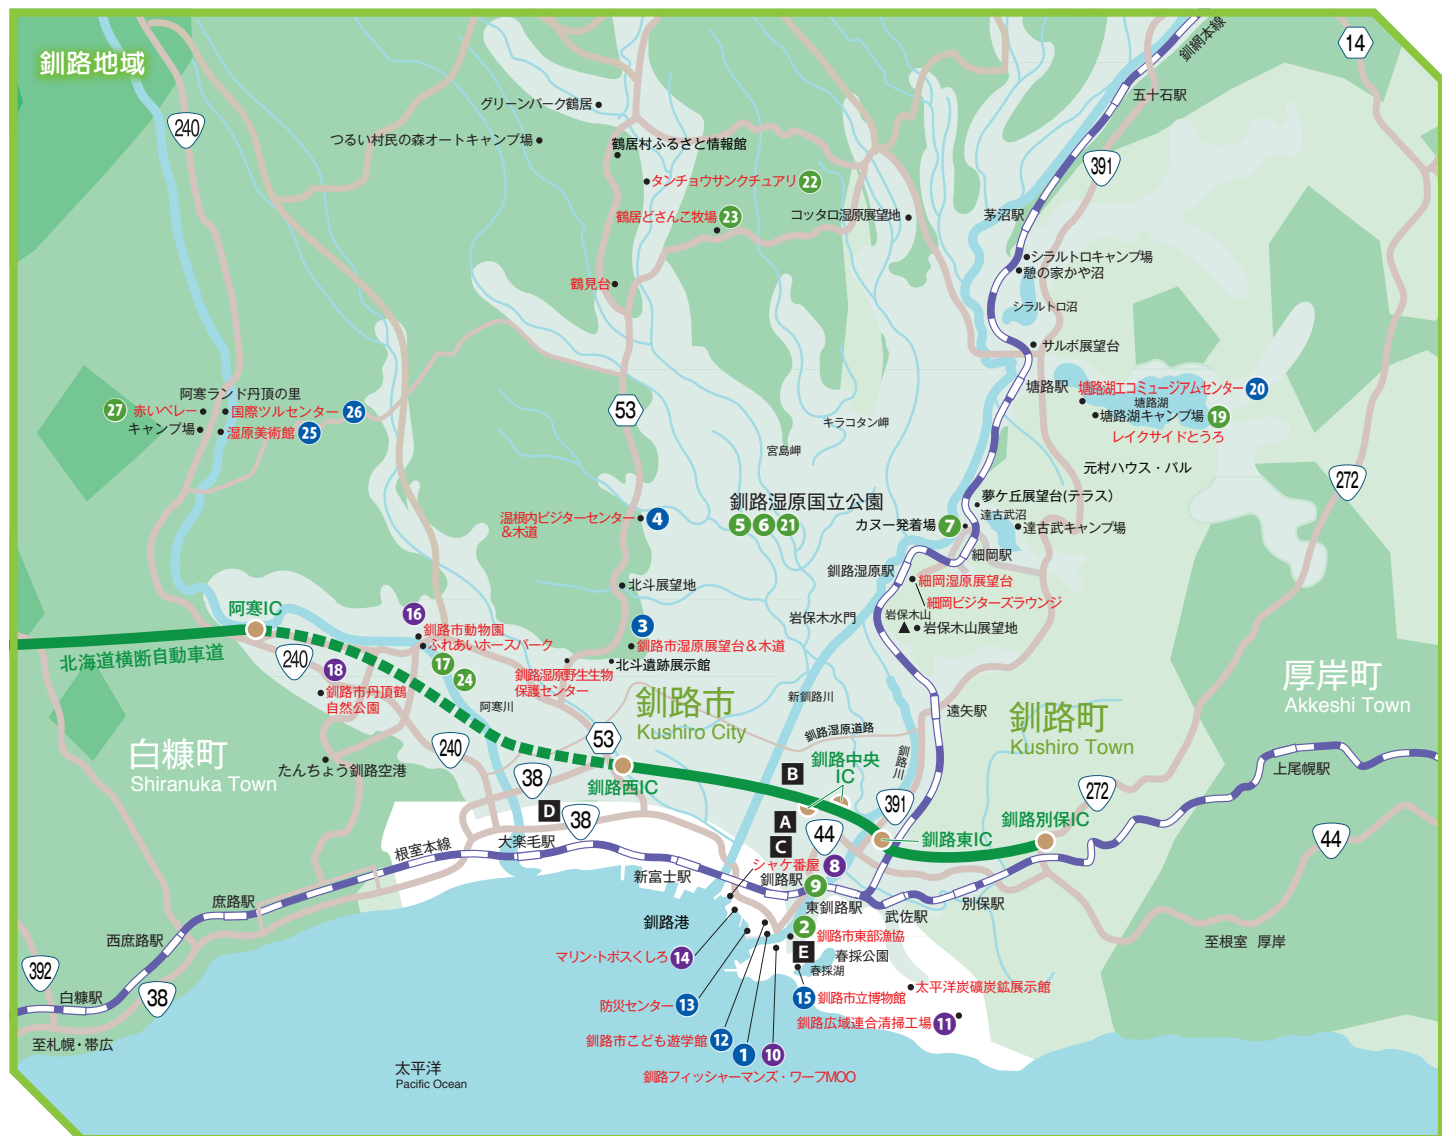 釧路地域
14
240
釧網本線
五十石駅
391
グリーンパーク鶴居
つるい村民の森オートキャンプ場
鶴居村ふるさと情報館
タンチョウサンクチュアリ 22
鶴居どさんこ牧場 23
コッタロ湿原展望地
茅沼駅
シラルトロキャンプ場
憩の家かや沼
鶴見台
シラルトロ沼
サルボ展望台
塘路駅
塘路湖エコミュージアムセンター 20
塘路湖
塘路湖キャンプ場 19
レイクサイドとうろ
阿寒ランド丹頂の里
27 赤いベレー
国際ツルセンター 26
キャンプ場
湿原美術館 25
53
キラコタン岬
宮島岬
元村ハウス・パル
272
釧路湿原国立公園
5 6 21
夢ケ丘展望台(テラス)
達古武沼
カヌー発着場 7
達古武キャンプ場
温根内ビジターセンター
&木道
4
細岡駅
釧路湿原駅
細岡湿原展望台
細岡ビジターズラウンジ
北斗展望地
岩保木水門
岩保木山
岩保木山展望地
阿寒IC
北海道横断自動車道
240
16
釧路市動物園
ふれあいホースパーク
17
24
3
釧路市湿原展望台&木道
北斗遺跡展示館
釧路湿原野生生物
保護センター
18
釧路市丹頂鶴
自然公園
阿寒川
新釧路川
釧路湿原道路
釧路川
遠矢駅
釧路市
Kushiro City
釧路町
Kushiro Town
厚岸町
Akkeshi Town
白糠町
Shiranuka Town
たんちょう釧路空港
240
53
38
釧路西IC
釧路中央
IC
B
A
C
D
38
391
44
釧路東IC
釧路別保IC
272
上尾幌駅
44
根室本線
大楽毛駅
新富士駅
シャケ番屋 8
釧路駅
9
東釧路駅
武佐駅
別保駅
庶路駅
西庶路駅
392
白糠駅
38
至札幌・帯広
至根室 厚岸
釧路港
2
釧路市東部漁協
E
春採公園
春採湖
マリン・トポスくしろ 14
防災センター 13
15 釧路市立博物館
太平洋炭礦炭鉱展示館
釧路広域連合清掃工場 11
釧路市こども遊学館 12
1
10
釧路フィッシャーマンズ・ワーフMOO
太平洋
Pacific Ocean